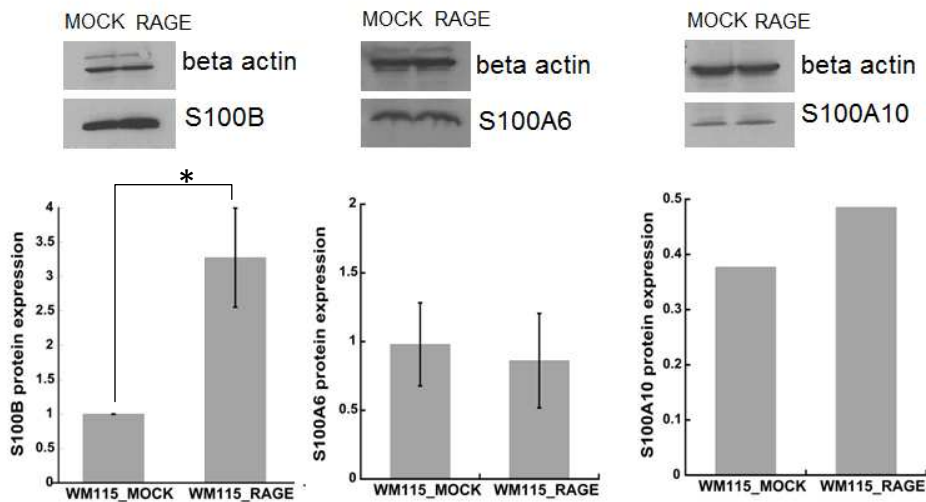 MOCK RAGE
beta actin
S100B
*
S100B protein expression
4
3.5
3
2.5
2
1.5
1
0.5
0
WM115_MOCK WM115_RAGE
MOCK RAGE
beta actin
S100A6
S100A6 protein expression
2
1.5
1
0.5
0
WM115_MOCK WM115_RAGE
MOCK RAGE
beta actin
S100A10
S100A10 protein expression
0.5
0.4
0.3
0.2
0.1
0
WM115_MOCK WM115_RAGE